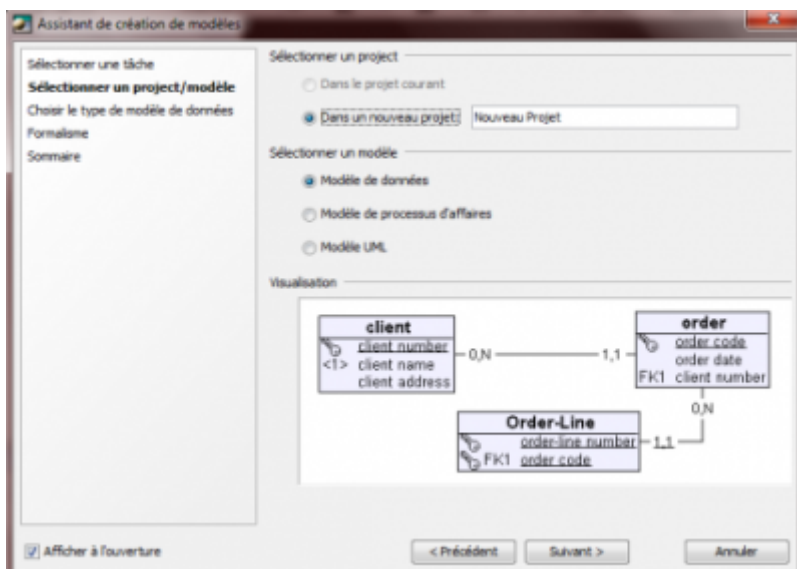 Assistant de création de modèles
Sélectionner une tâche
Sélectionner un project/modèle
Choisir le type de modèle de données
Formalisme
Sommaire
Sélectionner un project
Dans le projet courant
Dans un nouveau projet: Nouveau Projet
Sélectionner un modèle
Modèle de données
Modèle de processus d'affaires
Modèle UML
Visualisation
client
client number
<1> client name
client address
0,N
1,1
order
order code
order date
FK1 client number
0,N
Order-Line
order-line number
FK1 order code
1,1
Afficher à l'ouverture
< Précédent
Suivant >
Annuler